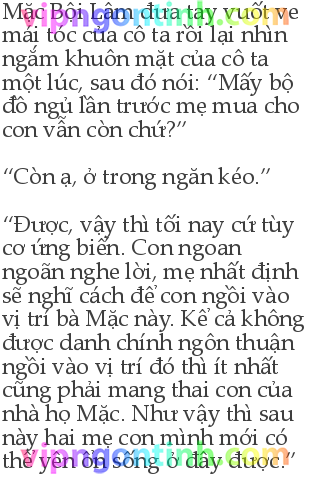 Mặc Bội Lâm đưa tay vuốt ve
mái tóc của cô ta rồi lại nhìn
ngắm khuôn mặt của cô ta
một lúc, sau đó nói: “Mấy bộ
đồ ngủ lần trước mẹ mua cho
con vẫn còn chứ?”
“Còn ạ, ở trong ngăn kéo.”
“Được, vậy thì tối nay cứ tùy
cơ ứng biến. Con ngoan
ngoãn nghe lời, mẹ nhất định
sẽ nghĩ cách để con ngồi vào
vị trí bà Mặc này. Kể cả không
được danh chính ngôn thuận
ngồi vào vị trí đó thì ít nhất
cũng phải mang thai con của
nhà họ Mặc. Như vậy thì sau
này hai mẹ con mình mới có
thể yên ổn sống ở đây được.”
vipngontinh.com
vipngontinh.com